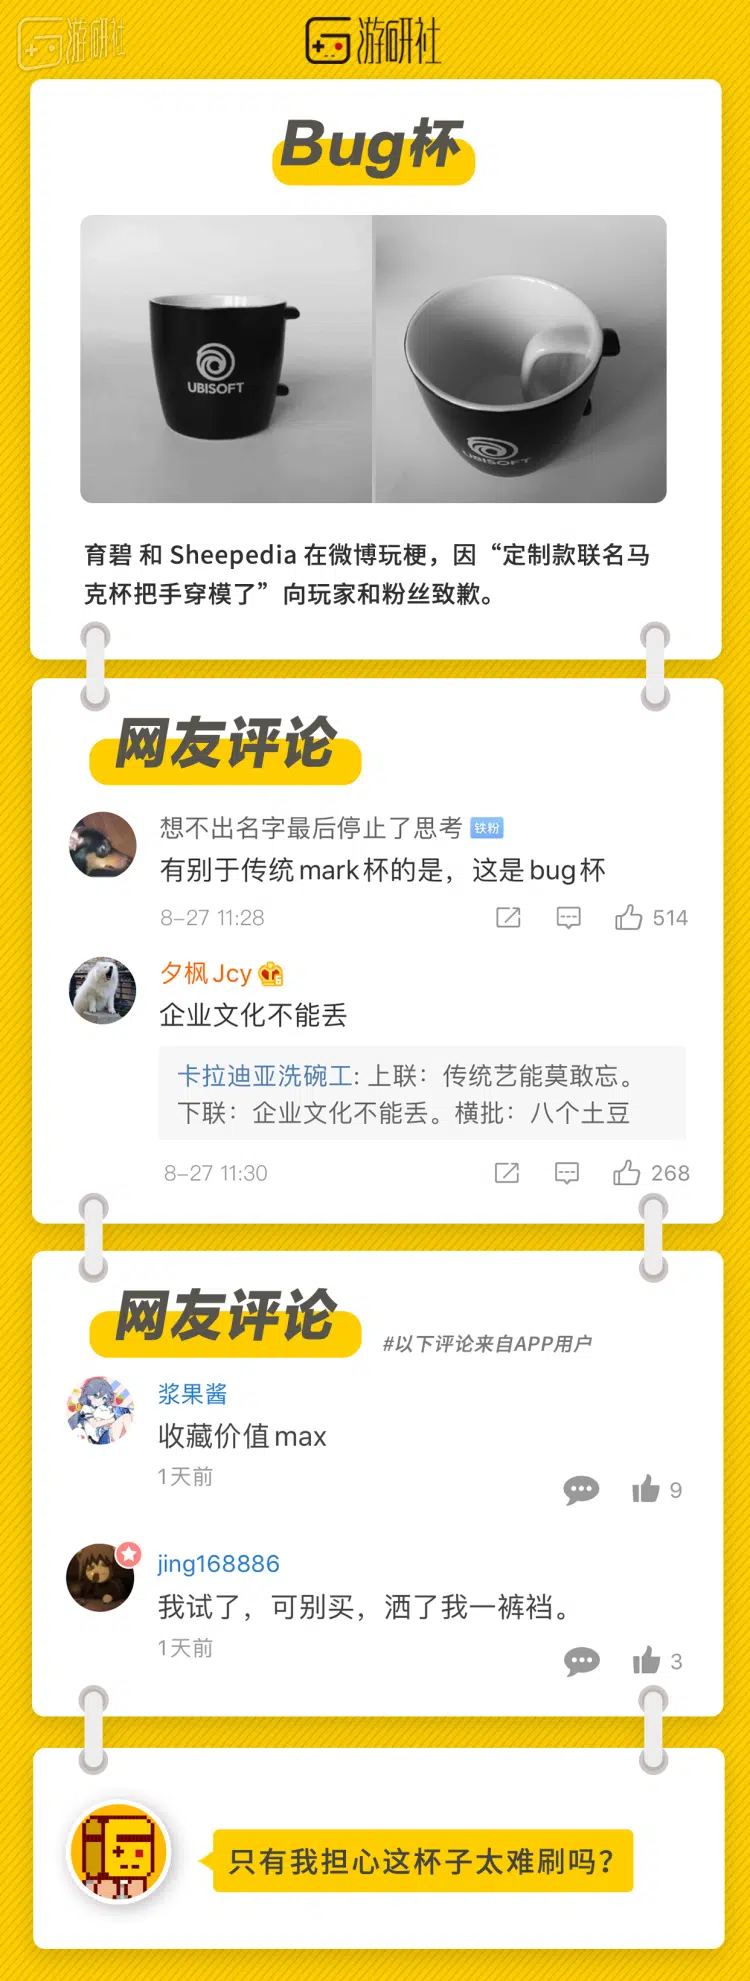 游研社
游研社
Bug杯
UBISOFT
UBISOFT
育碧 和 Sheepedia 在微博玩梗，因“定制款联名马
克杯把手穿模了”向玩家和粉丝致歉。
网友评论
想不出名字最后停止了思考 铁粉
有别于传统mark杯的是，这是bug杯
8-27 11:28
514
夕枫Jcy
企业文化不能丢
卡拉迪亚洗碗工: 上联：传统艺能莫敢忘。
下联：企业文化不能丢。横批：八个土豆
8-27 11:30
268
网友评论
#以下评论来自APP用户
浆果酱
收藏价值max
1天前
9
jing168886
我试了，可别买，洒了我一裤裆。
1天前
3
只有我担心这杯子太难刷吗？